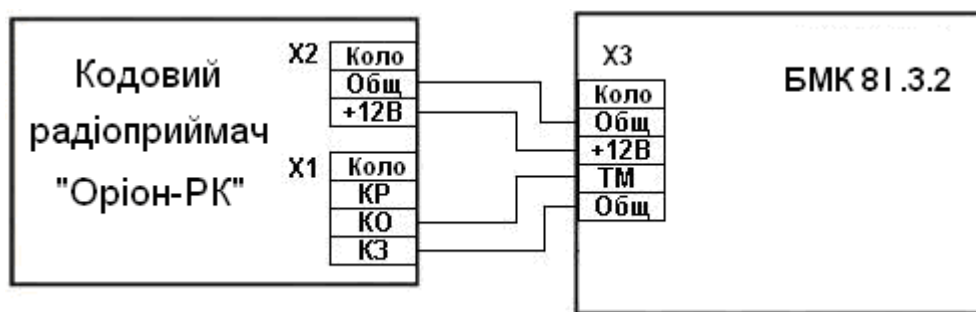 Кодовий
радіоприймач
"Оріон-РК"
X2
Коло
Общ
+12В
X1
Коло
КР
КО
КЗ
X3
Коло
Общ
+12В
ТМ
Общ
БМК 8I .3.2